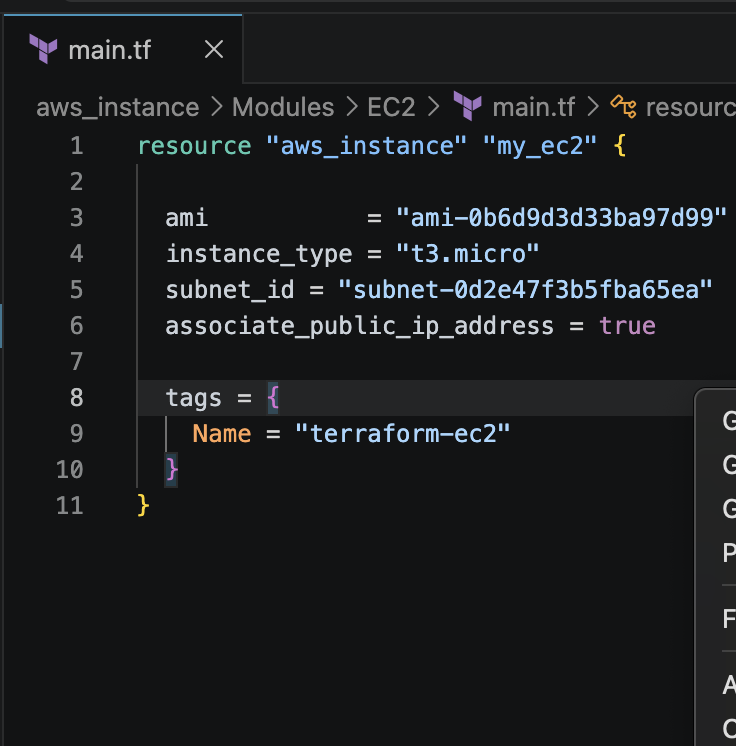 main.tf
aws_instance > Modules > EC2 > main.tf >
1 resource "aws_instance" "my_ec2" {
2
3 ami           = "ami-0b6d9d3d33ba97d99"
4 instance_type = "t3.micro"
5 subnet_id = "subnet-0d2e47f3b5fba65ea"
6 associate_public_ip_address = true
7
8 tags = {
9 Name = "terraform-ec2"
10 }
11 }